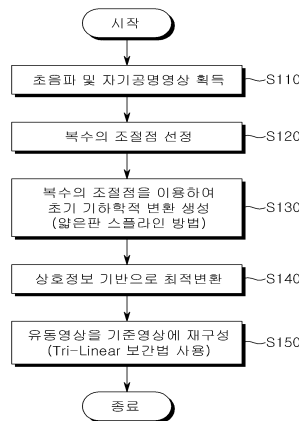 시작
초음파 및 자기공명영상 획득
S110
복수의 조절점 선정
S120
복수의 조절점을 이용하여
초기 기하학적 변환 생성
(얇은판 스플라인 방법)
S130
상호정보 기반으로 최적변환
S140
유동영상을 기준영상에 재구성
(Tri-Linear 보간법 사용)
S150
종료